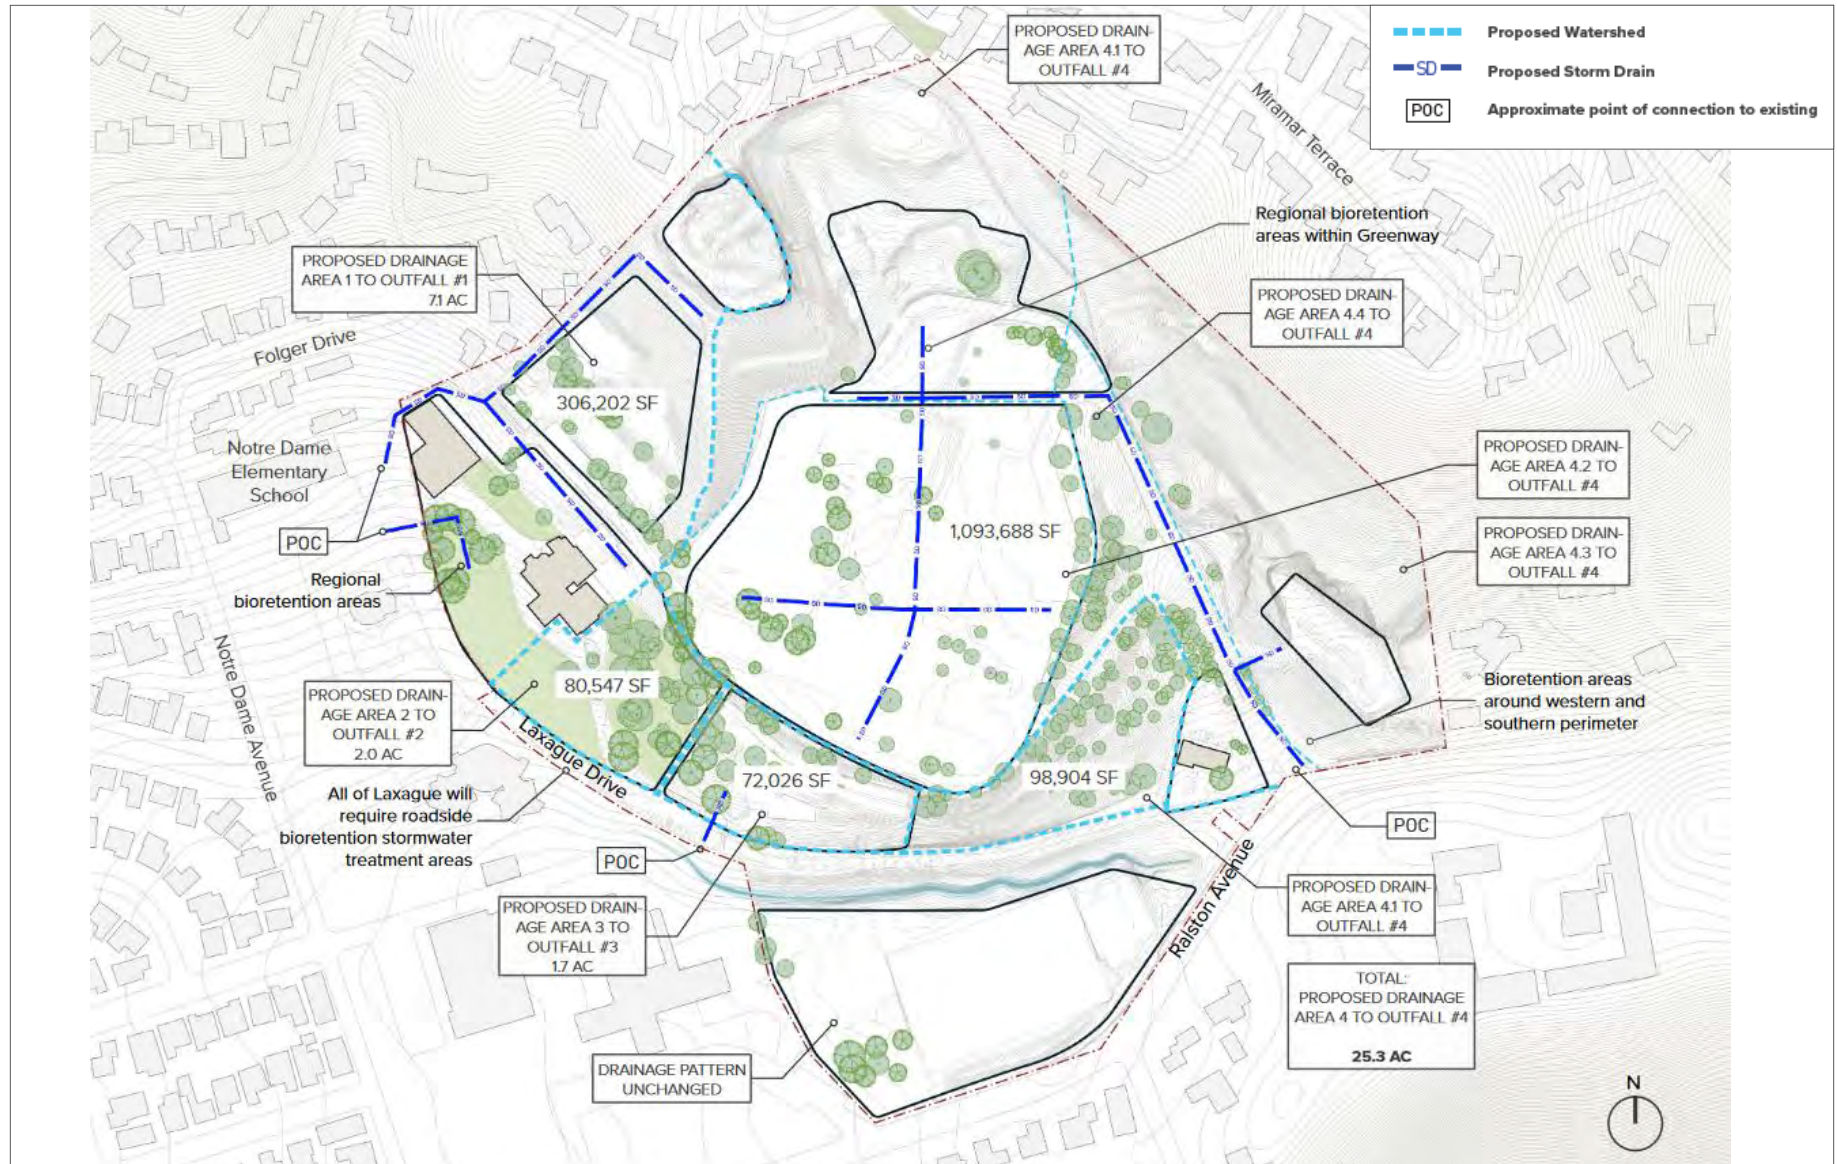 PROPOSED DRAIN-
AGE AREA 4.1 TO
OUTFALL #4
Proposed Watershed
SD
Proposed Storm Drain
POC
Approximate point of connection to existing
Miramar Terrace
Regional bioretention
areas within Greenway
PROPOSED DRAINAGE
AREA 1 TO OUTFALL #1
7.1 AC
PROPOSED DRAIN-
AGE AREA 4.4 TO
OUTFALL #4
Folger Drive
306,202 SF
Notre Dame
Elementary
School
PROPOSED DRAIN-
AGE AREA 4.2 TO
OUTFALL #4
1,093,688 SF
PROPOSED DRAIN-
AGE AREA 4.3 TO
OUTFALL #4
POC
Regional
bioretention areas
Notre Dame Avenue
80,547 SF
PROPOSED DRAIN-
AGE AREA 2 TO
OUTFALL #2
2.0 AC
Laxague Drive
Bioretention areas
around western and
southern perimeter
72,026 SF
98,904 SF
All of Laxague will
require roadside
bioretention stormwater
treatment areas
POC
POC
Ralston Avenue
PROPOSED DRAIN-
AGE AREA 3 TO
OUTFALL #3
1.7 AC
PROPOSED DRAIN-
AGE AREA 4.1 TO
OUTFALL #4
TOTAL:
PROPOSED DRAINAGE
AREA 4 TO OUTFALL #4
25.3 AC
DRAINAGE PATTERN
UNCHANGED
N